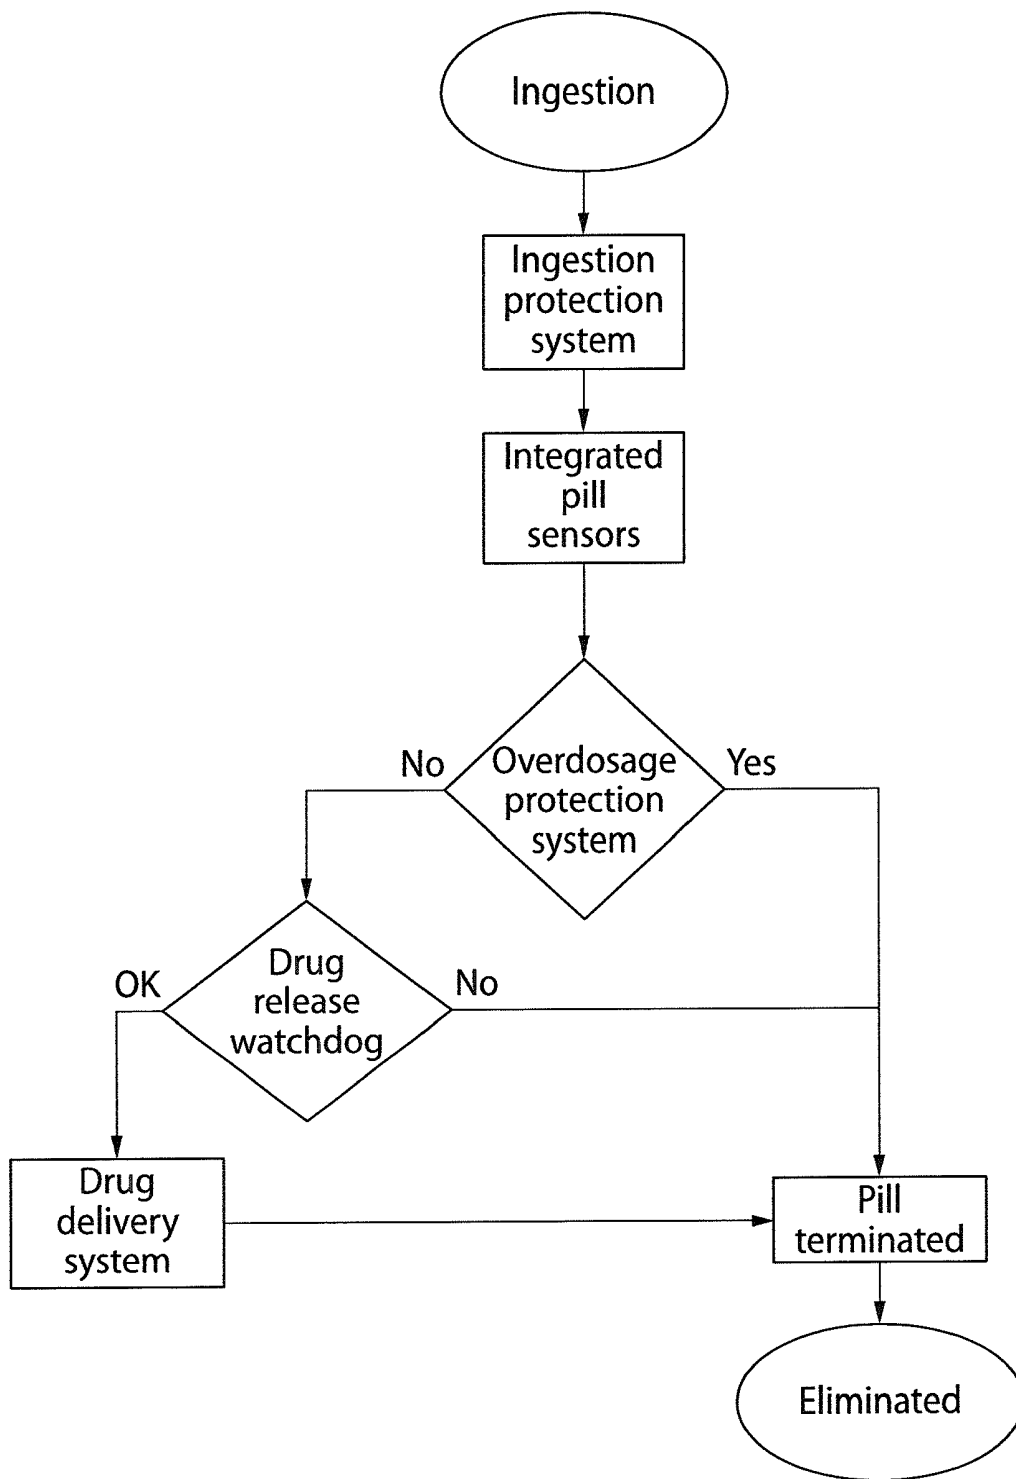 Ingestion
Ingestion
protection
system
Integrated
pill
sensors
No
Overdosage
protection
system
Yes
OK
Drug
release
watchdog
No
Drug
delivery
system
Pill
terminated
Eliminated